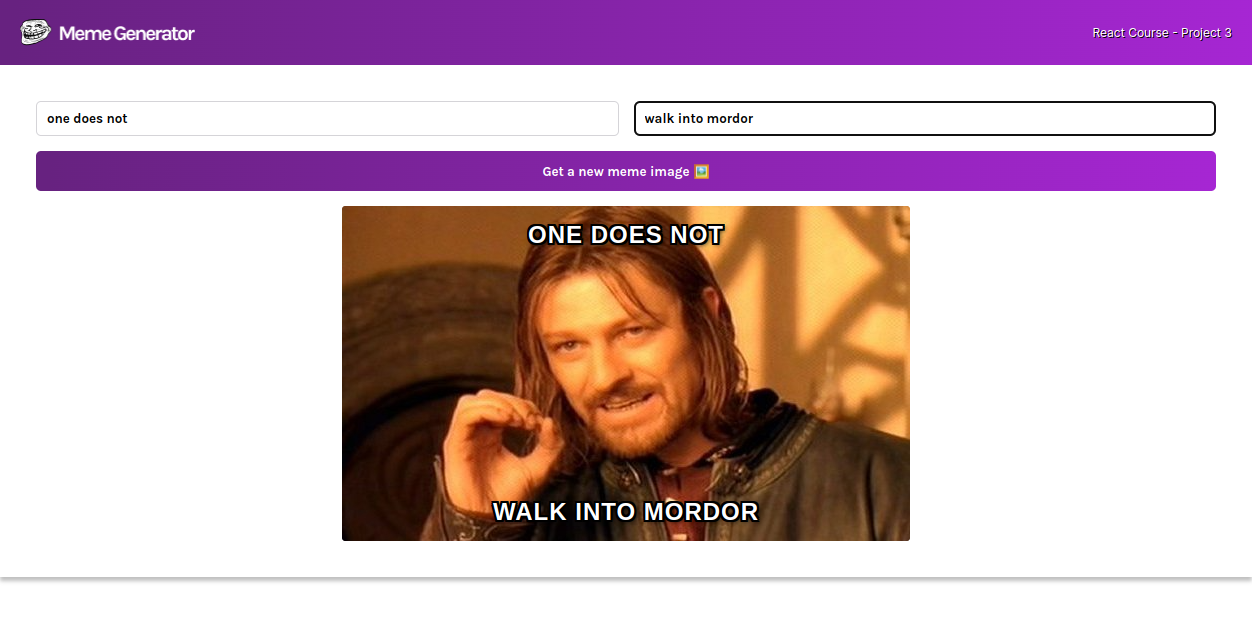 Meme Generator
React Course - Project 3
one does not
walk into mordor
Get a new meme image 🖼️
ONE DOES NOT
WALK INTO MORDOR